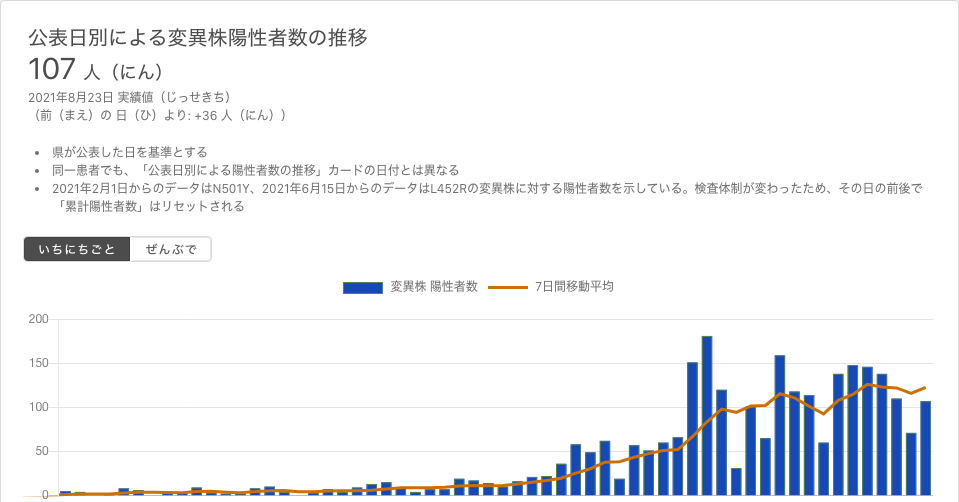 公表日別による変異株陽性者数の推移
107 人（にん）
2021年8月23日 実績値（じっせきち）
（前（まえ）の 日（ひ）より: +36 人（にん））
• 県が公表した日を基準とする
• 同一患者でも、「公表日別による陽性者数の推移」カードの日付とは異なる
• 2021年2月1日からのデータはN501Y、2021年6月15日からのデータはL452Rの変異株に対する陽性者数を示している。検査体制が変わったため、その日の前後で
「累計陽性者数」はリセットされる
いちにちごと ぜんぶで
変異株 陽性者数 7日間移動平均
200
150
100
50
0